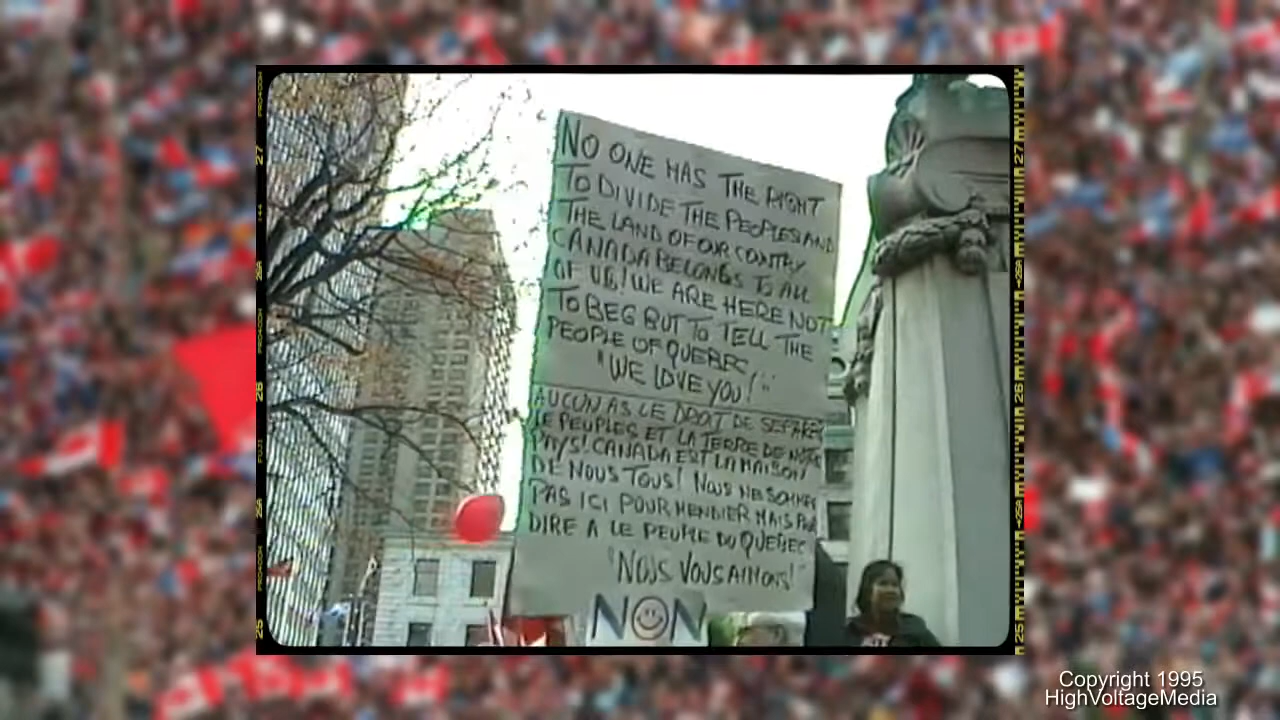 NO ONE HAS THE RIGHT
TO DIVIDE THE PEOPLES AND
THE LAND OF OUR COUNTRY
CANADA BELONGS TO ALL
OF US! WE ARE HERE NOT
TO BEG BUT TO TELL THE
PEOPLE OF QUEBEC
"WE LOVE YOU!"
AUCUN AS LE DROIT DE SEPARER
LE PEUPLES ET LA TERRE DE NOTRE
PAYS! CANADA EST LA MAISON
DE NOUS TOUS! NOUS NE SOMMES
PAS ICI POUR MENDIER MAIS POUR
DIRE A LE PEUPLE DU QUEBEC
"NOUS VOUS AIMONS!"
NON
Copyright 1995
HighVoltageMedia